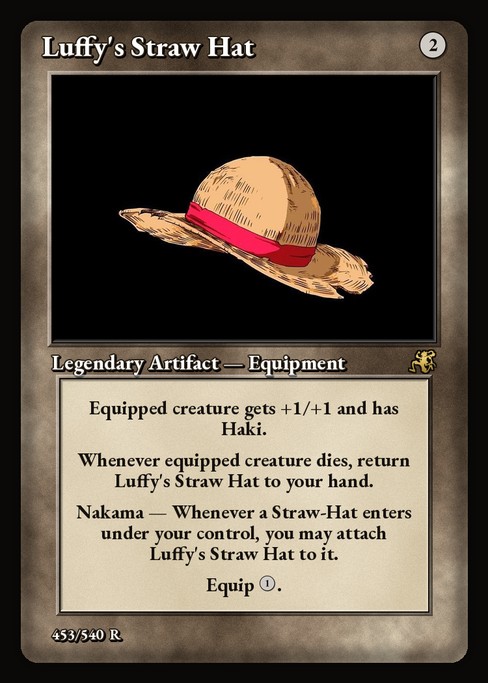 Luffy's Straw Hat
2
Legendary Artifact — Equipment
Equipped creature gets +1/+1 and has
Haki.
Whenever equipped creature dies, return
Luffy's Straw Hat to your hand.
Nakama — Whenever a Straw-Hat enters
under your control, you may attach
Luffy's Straw Hat to it.
Equip 1.
453/540 R